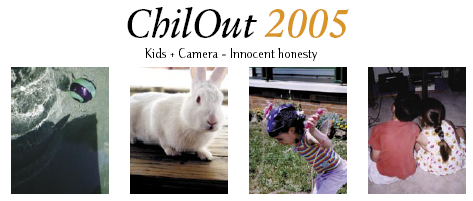 ChilOut 2005
Kids + Camera = Innocent honesty